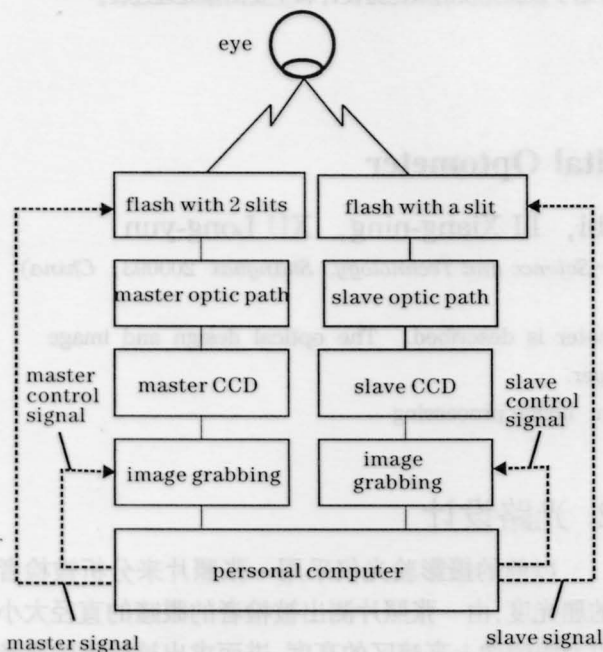 eye
flash with 2 slits
flash with a slit
master optic path
slave optic path
master CCD
slave CCD
master
control
signal
slave
control
signal
image grabbing
image
grabbing
personal computer
master signal
slave signal